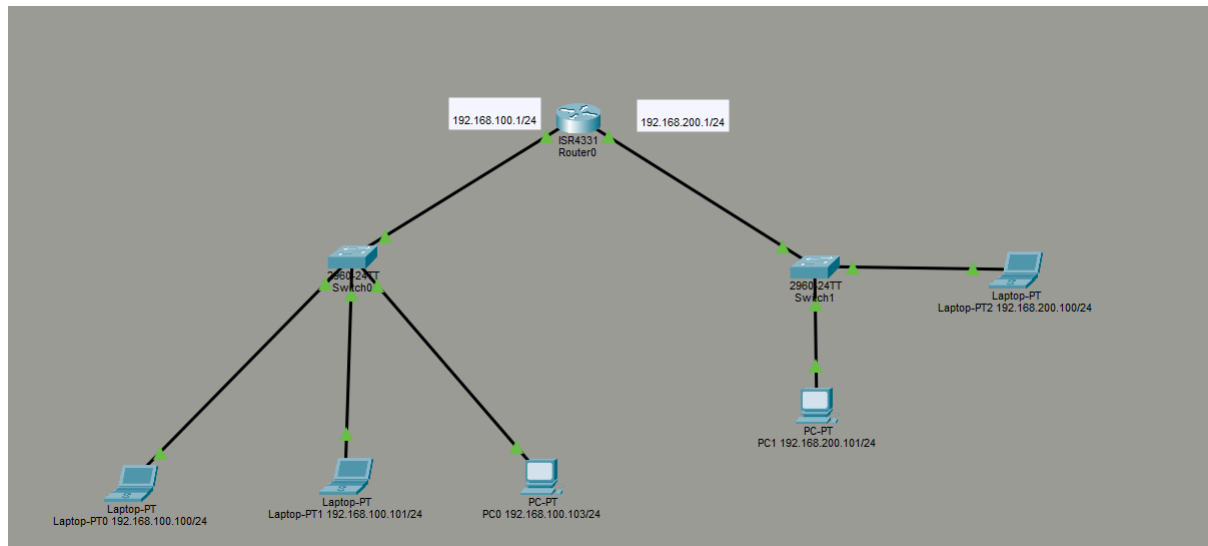 192.168.100.1/24
192.168.200.1/24
ISR4331
Router0
2960-24TT
Switch0
2960-24TT
Switch1
Laptop-PT
Laptop-PT2 192.168.200.100/24
PC-PT
PC1 192.168.200.101/24
Laptop-PT
Laptop-PT0 192.168.100.100/24
Laptop-PT
Laptop-PT1 192.168.100.101/24
PC-PT
PC0 192.168.100.103/24